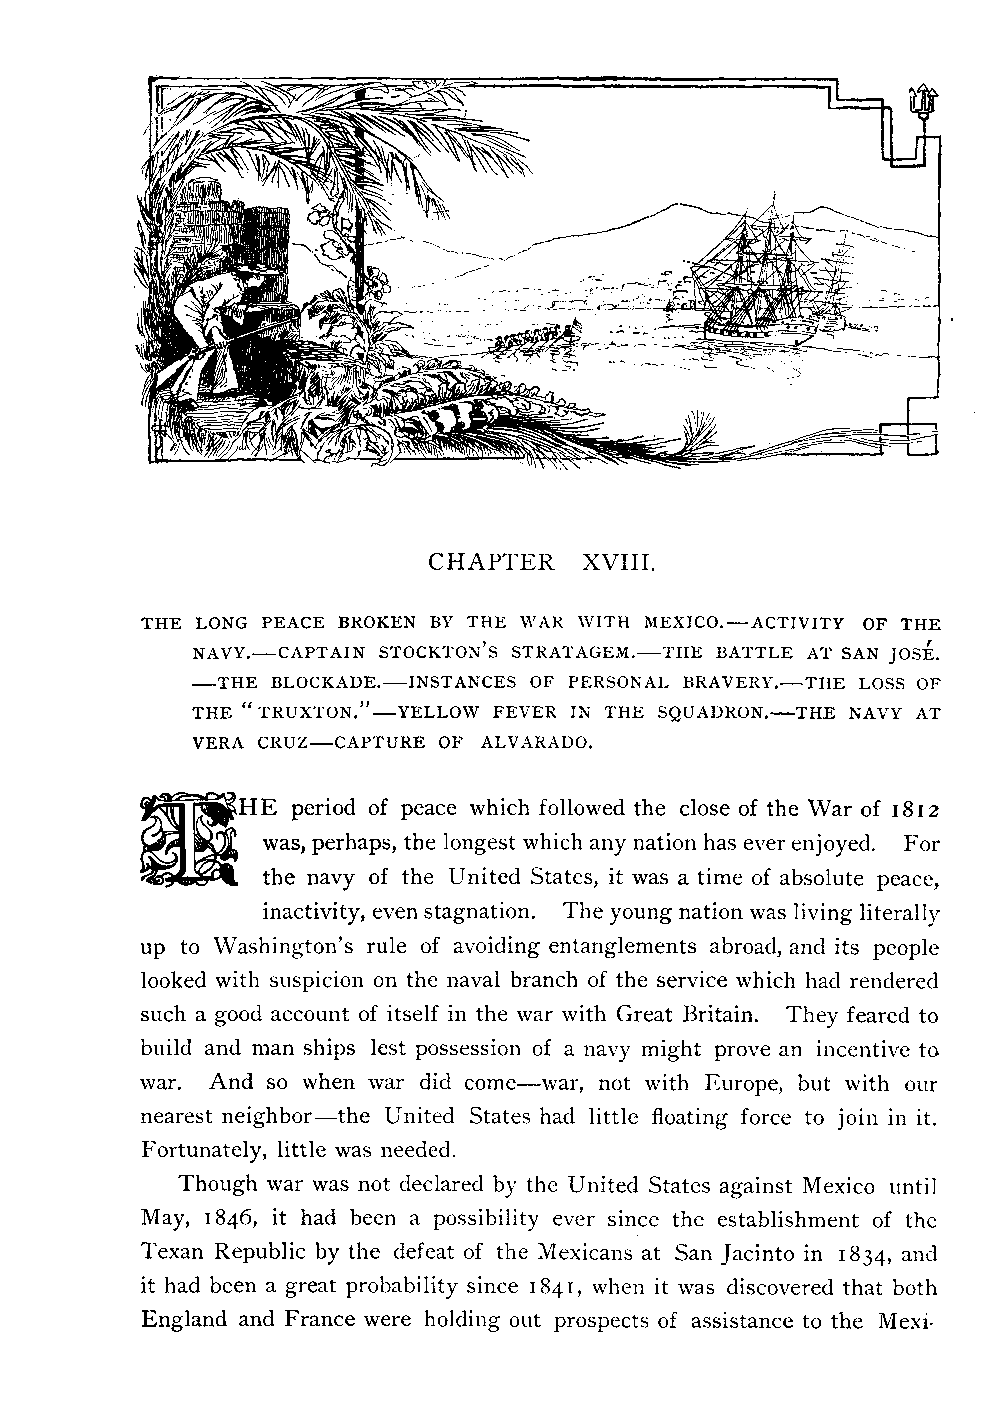 CHAPTER XVIII.
THE LONG PEACE BROKEN BY THE WAR WITH MEXICO.—ACTIVITY OF THE
NAVY.—CAPTAIN STOCKTON'S STRATAGEM.—THE BATTLE AT SAN JOSÉ.
—THE BLOCKADE.—INSTANCES OF PERSONAL BRAVERY.—THE LOSS OF
THE "TRUXTON."—YELLOW FEVER IN THE SQUADRON.—THE NAVY AT
VERA CRUZ—CAPTURE OF ALVARADO.
THE period of peace which followed the close of the War of 1812
was, perhaps, the longest which any nation has ever enjoyed. For
the navy of the United States, it was a time of absolute peace,
inactivity, even stagnation. The young nation was living literally
up to Washington's rule of avoiding entanglements abroad, and its people
looked with suspicion on the naval branch of the service which had rendered
such a good account of itself in the war with Great Britain. They feared to
build and man ships lest possession of a navy might prove an incentive to
war. And so when war did come—war, not with Europe, but with our
nearest neighbor—the United States had little floating force to join in it.
Fortunately, little was needed.
Though war was not declared by the United States against Mexico until
May, 1846, it had been a possibility ever since the establishment of the
Texan Republic by the defeat of the Mexicans at San Jacinto in 1834, and
it had been a great probability since 1841, when it was discovered that both
England and France were holding out prospects of assistance to the Mexi-